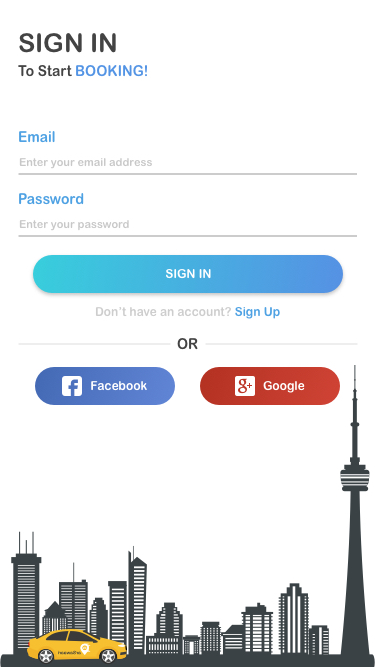 SIGN IN
To Start BOOKING!
Email
Enter your email address
Password
Enter your password
SIGN IN
Don't have an account? Sign Up
OR
Facebook
Google